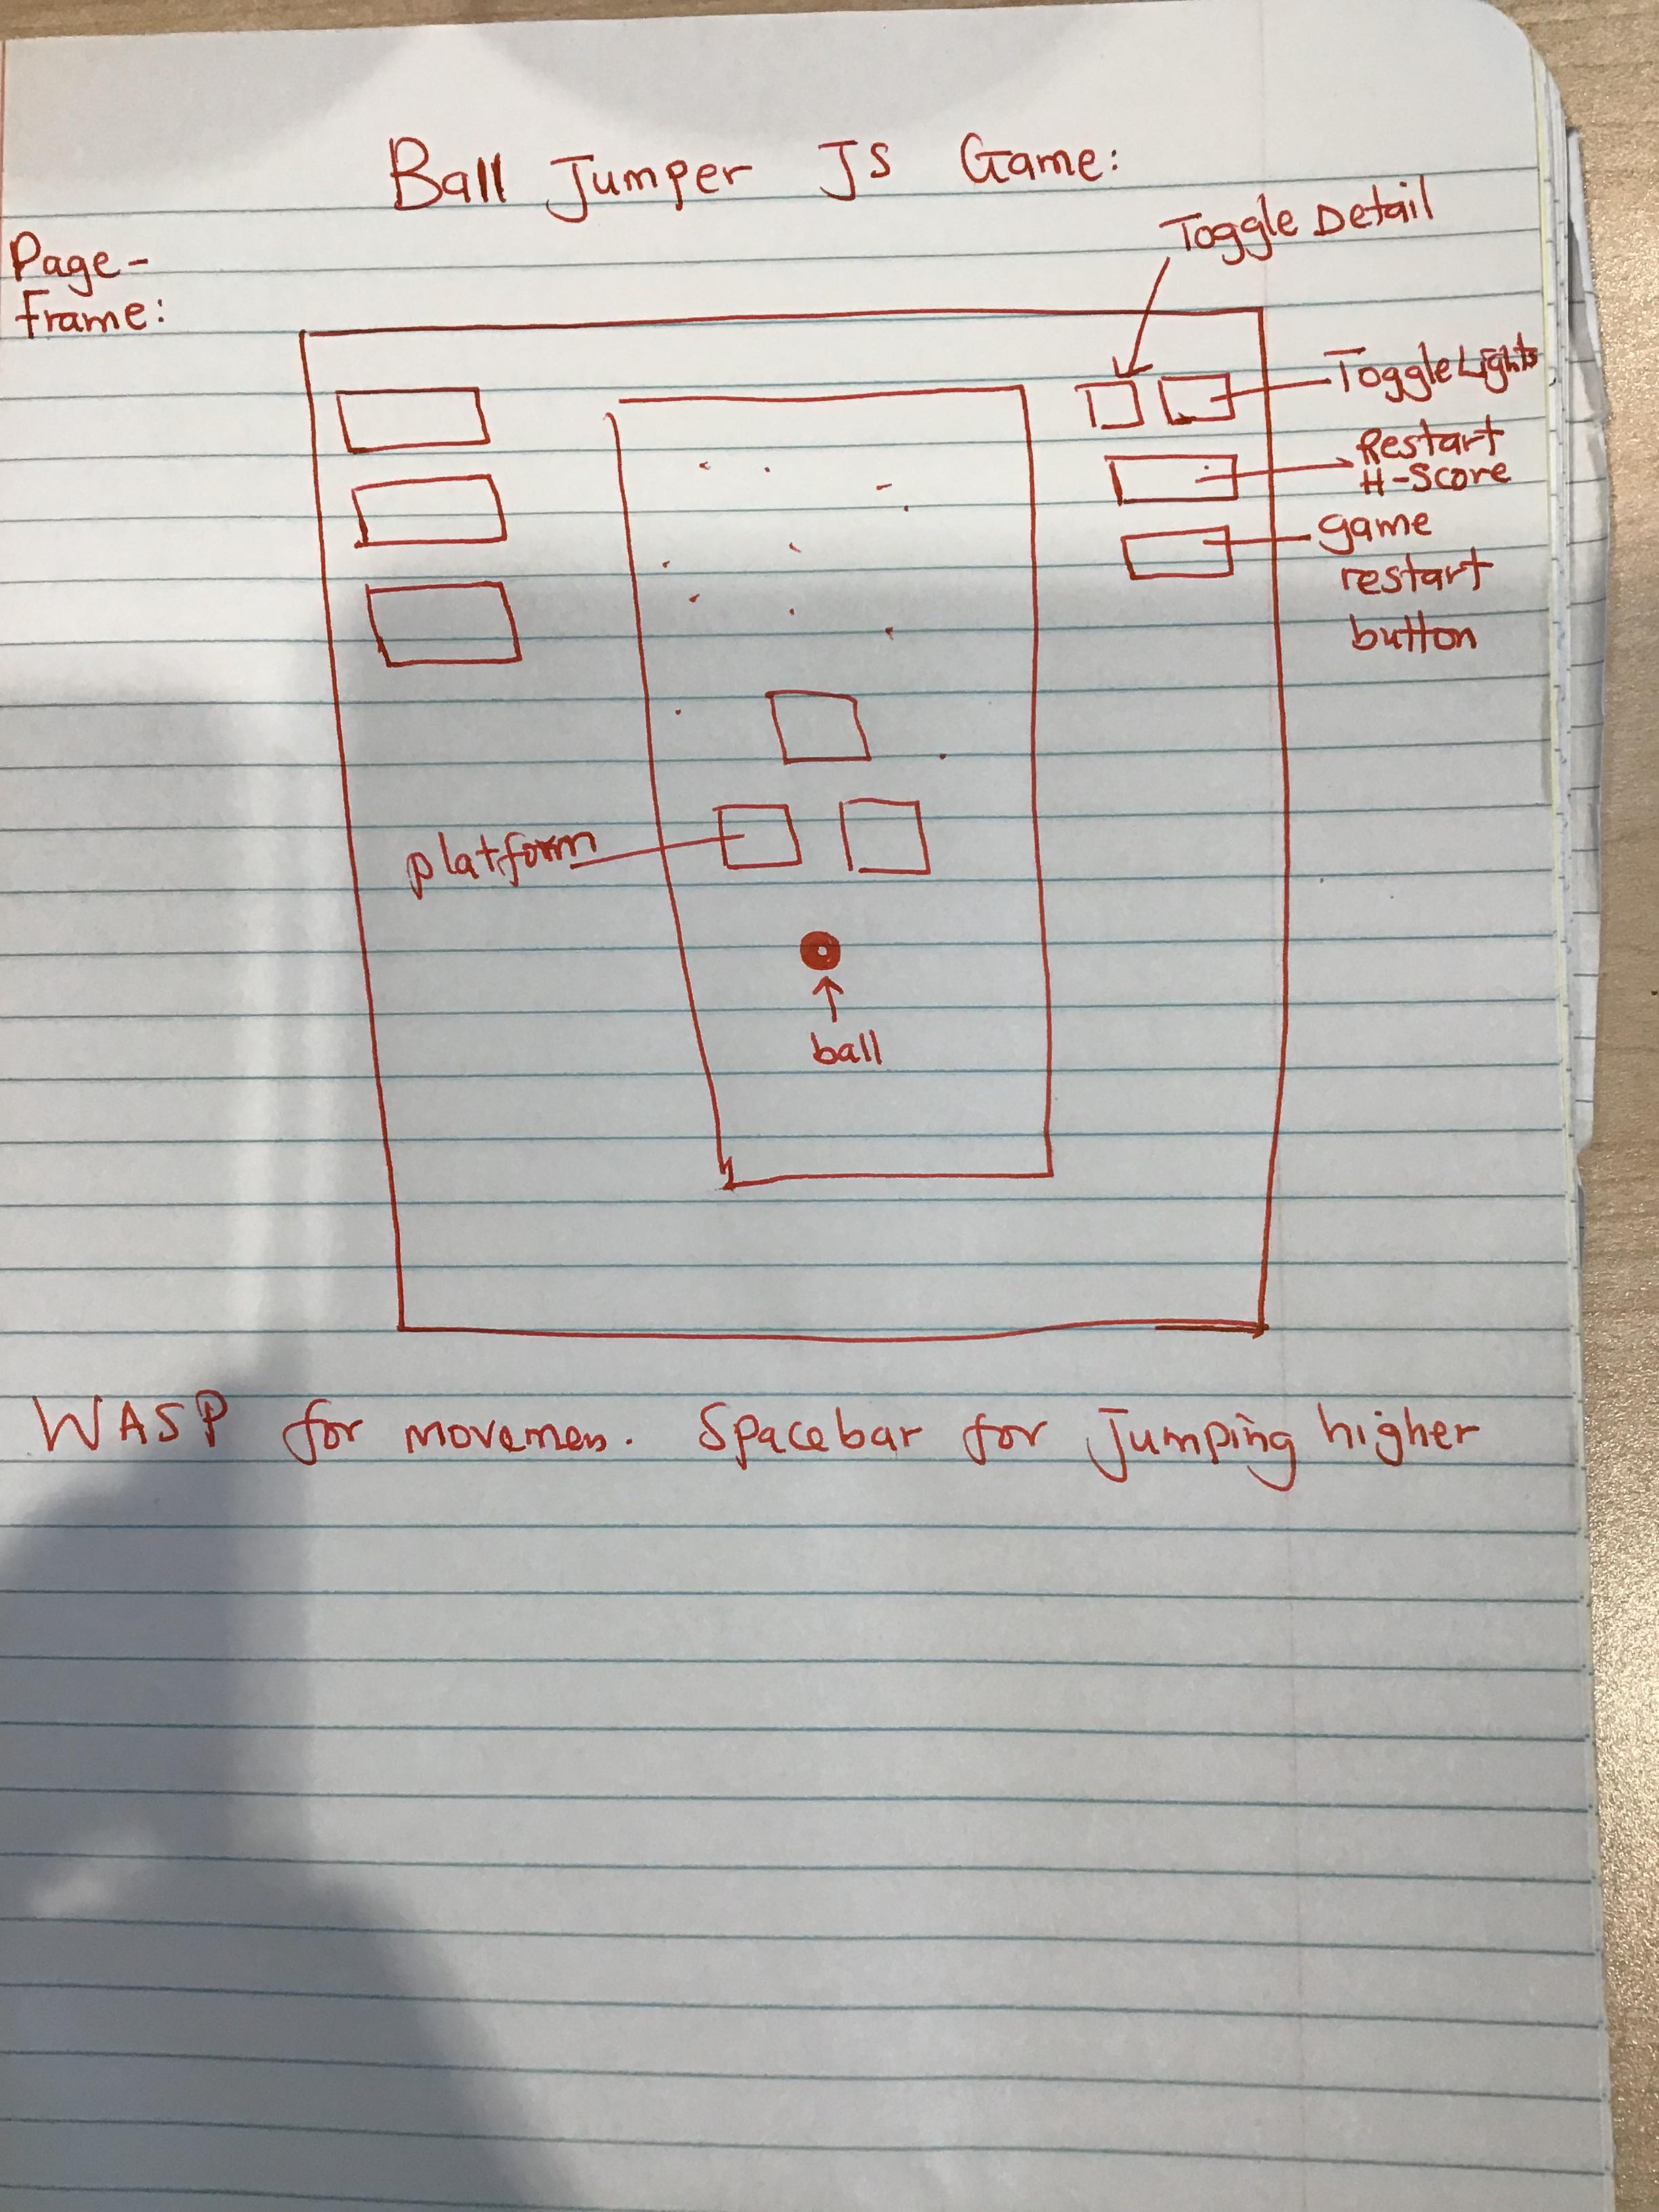 Ball Jumper JS Game:
Toggle Detail
Page-
frame:
Toggle Lights
Restart
H-Score
game
restart
button
platform
ball
WASP for movemen. Spacebar for Jumping higher